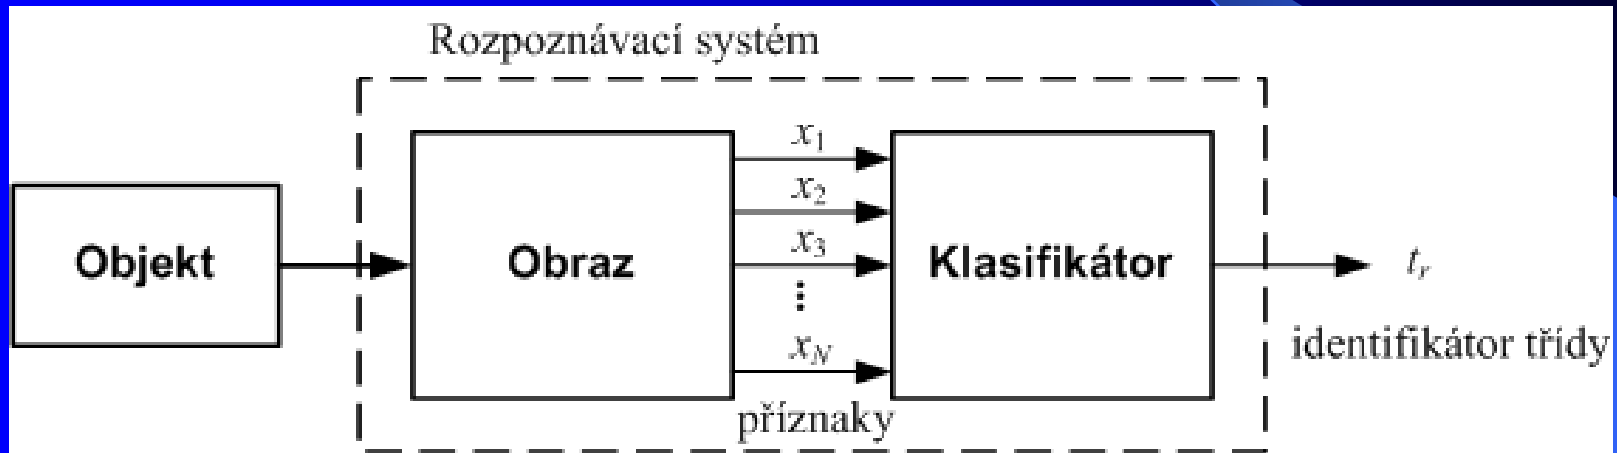 Rozpoznávací systém
Objekt
Obraz
x1
x2
x3
⋮
xN
příznaky
Klasifikátor
tr
identifikátor třídy